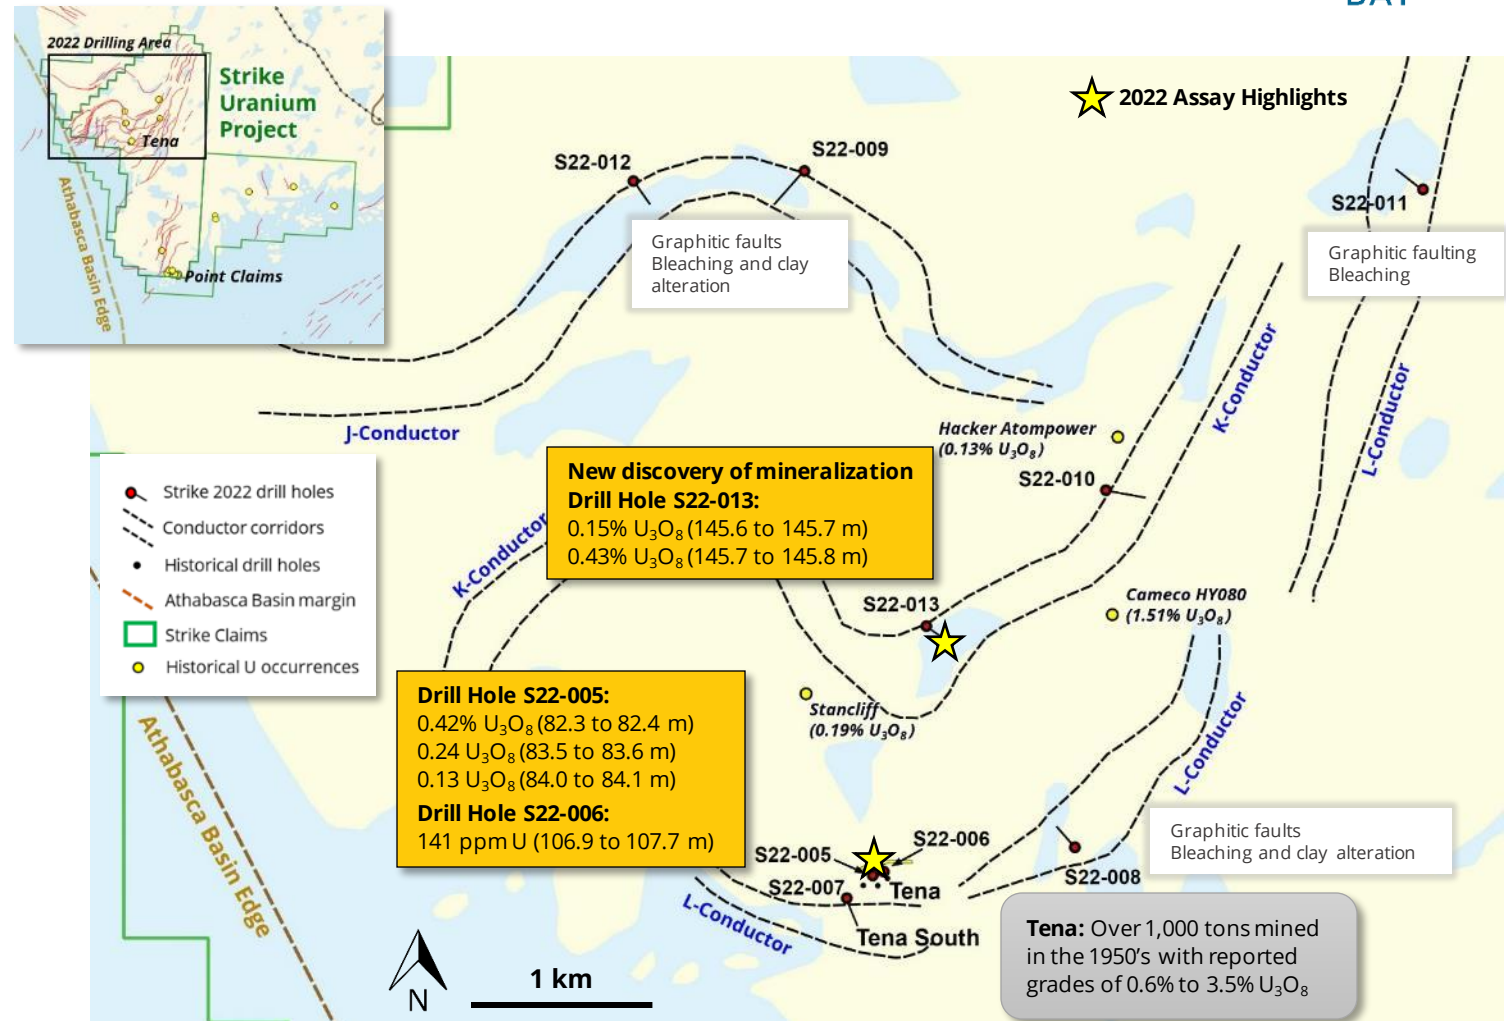 2022 Drilling Area
Strike
Uranium
Project
Tena
Athabasca Basin Edge
Point Claims
2022 Assay Highlights
S22-012
S22-009
S22-011
Graphitic faults
Bleaching and clay
alteration
Graphitic faulting
Bleaching
J-Conductor
K-Conductor
L-Conductor
Hacker Atompower
(0.13% U₃O₈)
S22-010
New discovery of mineralization
Drill Hole S22-013:
0.15% U₃O₈ (145.6 to 145.7 m)
0.43% U₃O₈ (145.7 to 145.8 m)
Strike 2022 drill holes
Conductor corridors
Historical drill holes
Athabasca Basin margin
Strike Claims
Historical U occurrences
K-Conductor
S22-013
Cameco HY080
(1.51% U₃O₈)
Stancliff
(0.19% U₃O₈)
Drill Hole S22-005:
0.42% U₃O₈ (82.3 to 82.4 m)
0.24 U₃O₈ (83.5 to 83.6 m)
0.13 U₃O₈ (84.0 to 84.1 m)
Drill Hole S22-006:
141 ppm U (106.9 to 107.7 m)
Athabasca Basin Edge
L-Conductor
Graphitic faults
Bleaching and clay alteration
S22-006
S22-005
S22-007
Tena
S22-008
L-Conductor
Tena South
Tena: Over 1,000 tons mined
in the 1950's with reported
grades of 0.6% to 3.5% U₃O₈
1 km
N